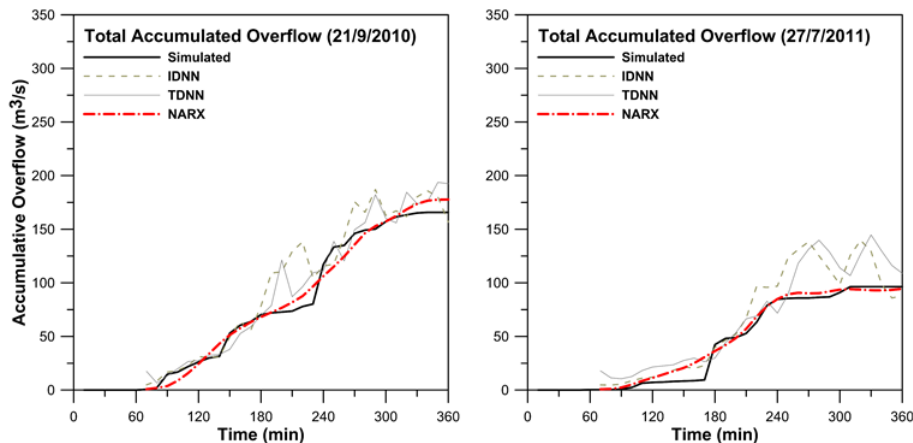 Total Accumulated Overflow (21/9/2010)
Simulated
IDNN
TDNN
NARX
Accumulative Overflow (m3/s)
350
300
250
200
150
100
50
0
0 60 120 180 240 300 360
Time (min)
Total Accumulated Overflow (27/7/2011)
Simulated
IDNN
TDNN
NARX
350
300
250
200
150
100
50
0
0 60 120 180 240 300 360
Time (min)